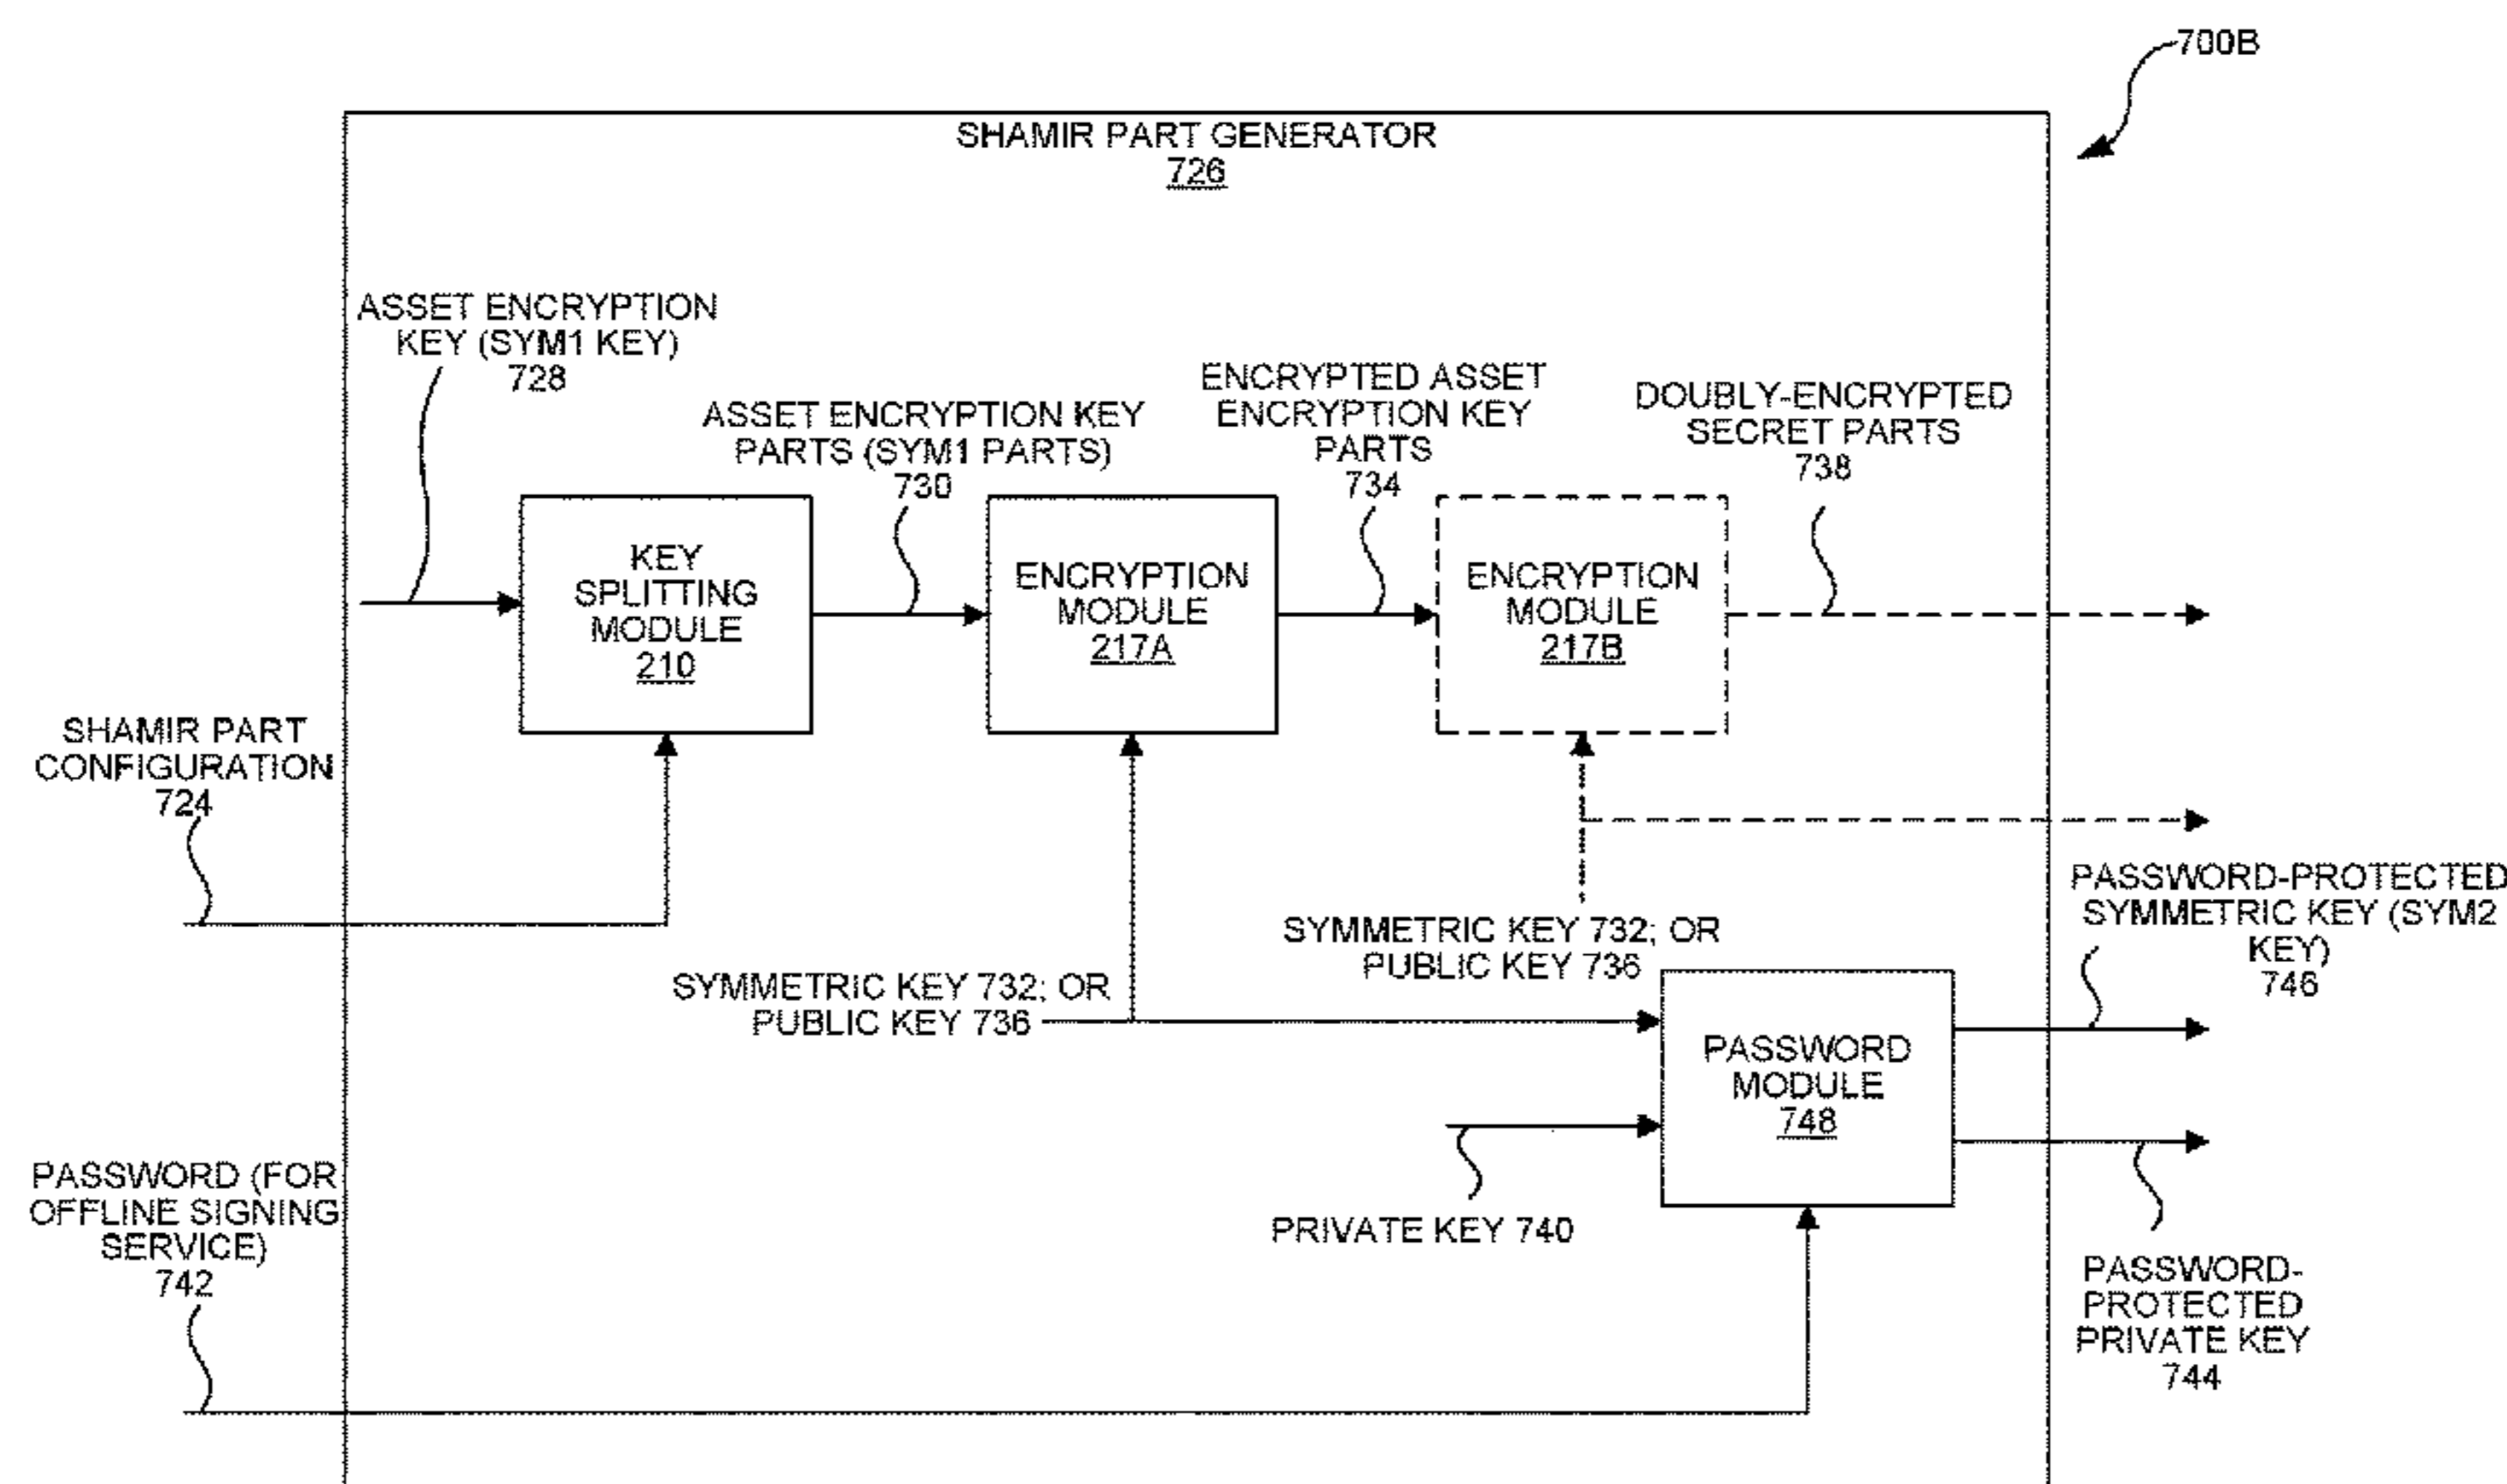 700B
SHAMIR PART GENERATOR
726
ASSET ENCRYPTION
KEY (SYM1 KEY)
728
ASSET ENCRYPTION KEY
PARTS (SYM1 PARTS)
730
ENCRYPTED ASSET
ENCRYPTION KEY
PARTS
734
DOUBLY-ENCRYPTED
SECRET PARTS
738
KEY
SPLITTING
MODULE
210
ENCRYPTION
MODULE
217A
ENCRYPTION
MODULE
217B
SHAMIR PART
CONFIGURATION
724
SYMMETRIC KEY 732; OR
PUBLIC KEY 736
SYMMETRIC KEY 732; OR
PUBLIC KEY 736
PASSWORD-PROTECTED
SYMMETRIC KEY (SYM2
KEY)
746
PASSWORD
MODULE
748
PRIVATE KEY 740
PASSWORD (FOR
OFFLINE SIGNING
SERVICE)
742
PASSWORD-
PROTECTED
PRIVATE KEY
744